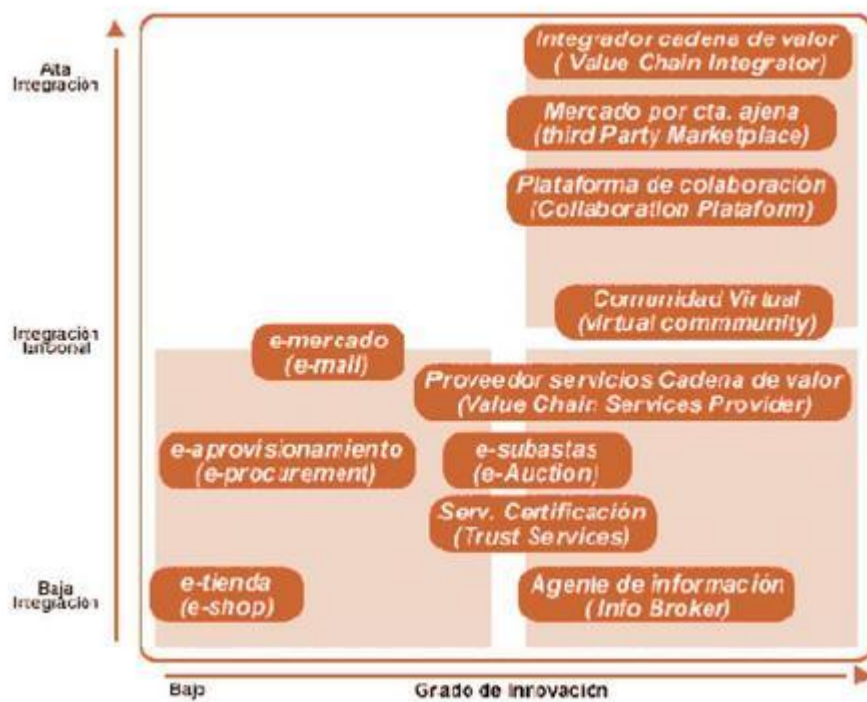 Alta
Integración
Integrador cadena de valor
( Value Chain Integrator)
Mercado por cta. ajena
(third Party Marketplace)
Plataforma de colaboración
(Collaboration Plataform)
Comunidad Virtual
(virtual commmunity)
Integración
e-mercado
(e-mall)
Proveedor servicios Cadena de valor
(Value Chain Services Provider)
e-aprovisionamiento
(e-procurement)
e-subastas
(e-Auction)
Serv. Certificación
(Trust Services)
Baja
Integración
e-tienda
(e-shop)
Agente de información
( Info Broker)
Bajo
Grado de Innovación